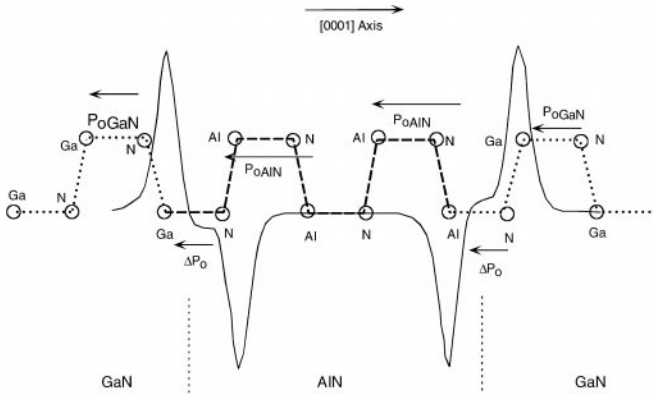 [0001] Axis
PoGaN
PoAlN
PoGaN
Al N Al N Ga N
Ga N
PoAlN
Ga N Ga N Al N Al N Ga
ΔPo ΔPo
GaN AlN GaN